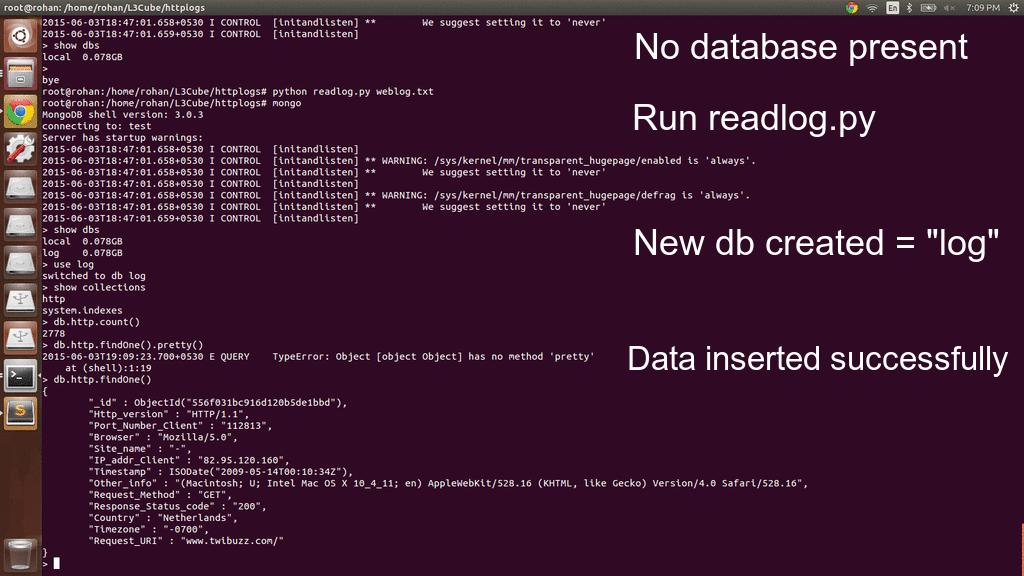 root@rohan: /home/rohan/L3Cube/httplogs
En
7:09 PM
2015-06-03T18:47:01.658+0530 I CONTROL  [initandlisten] **        We suggest setting it to 'never'
2015-06-03T18:47:01.659+0530 I CONTROL  [initandlisten]
> show dbs
local  0.078GB
>
bye
root@rohan:/home/rohan/L3Cube/httplogs# python readlog.py weblog.txt
root@rohan:/home/rohan/L3Cube/httplogs# mongo
MongoDB shell version: 3.0.3
connecting to: test
Server has startup warnings:
2015-06-03T18:47:01.658+0530 I CONTROL  [initandlisten]
2015-06-03T18:47:01.658+0530 I CONTROL  [initandlisten] ** WARNING: /sys/kernel/mm/transparent_hugepage/enabled is 'always'.
2015-06-03T18:47:01.658+0530 I CONTROL  [initandlisten] **        We suggest setting it to 'never'
2015-06-03T18:47:01.658+0530 I CONTROL  [initandlisten]
2015-06-03T18:47:01.658+0530 I CONTROL  [initandlisten] ** WARNING: /sys/kernel/mm/transparent_hugepage/defrag is 'always'.
2015-06-03T18:47:01.658+0530 I CONTROL  [initandlisten] **        We suggest setting it to 'never'
2015-06-03T18:47:01.659+0530 I CONTROL  [initandlisten]
> show dbs
local  0.078GB
log    0.078GB
> use log
switched to db log
> show collections
http
system.indexes
> db.http.count()
2778
> db.http.findOne().pretty()
2015-06-03T19:09:23.700+0530 E QUERY    TypeError: Object [object Object] has no method 'pretty'
    at (shell):1:19
> db.http.findOne()
{
        "_id" : ObjectId("556f031bc916d120b5de1bbd"),
        "Http_version" : "HTTP/1.1",
        "Port_Number_Client" : "112813",
        "Browser" : "Mozilla/5.0",
        "Site_name" : "-",
        "IP_addr_Client" : "82.95.120.160",
        "Timestamp" : ISODate("2009-05-14T00:10:34Z"),
        "Other_info" : "(Macintosh; U; Intel Mac OS X 10_4_11; en) AppleWebKit/528.16 (KHTML, like Gecko) Version/4.0 Safari/528.16",
        "Request_Method" : "GET",
        "Response_Status_code" : "200",
        "Country" : "Netherlands",
        "Timezone" : "-0700",
        "Request_URI" : "www.twibuzz.com/"
}
>
No database present
Run readlog.py
New db created = "log"
Data inserted successfully